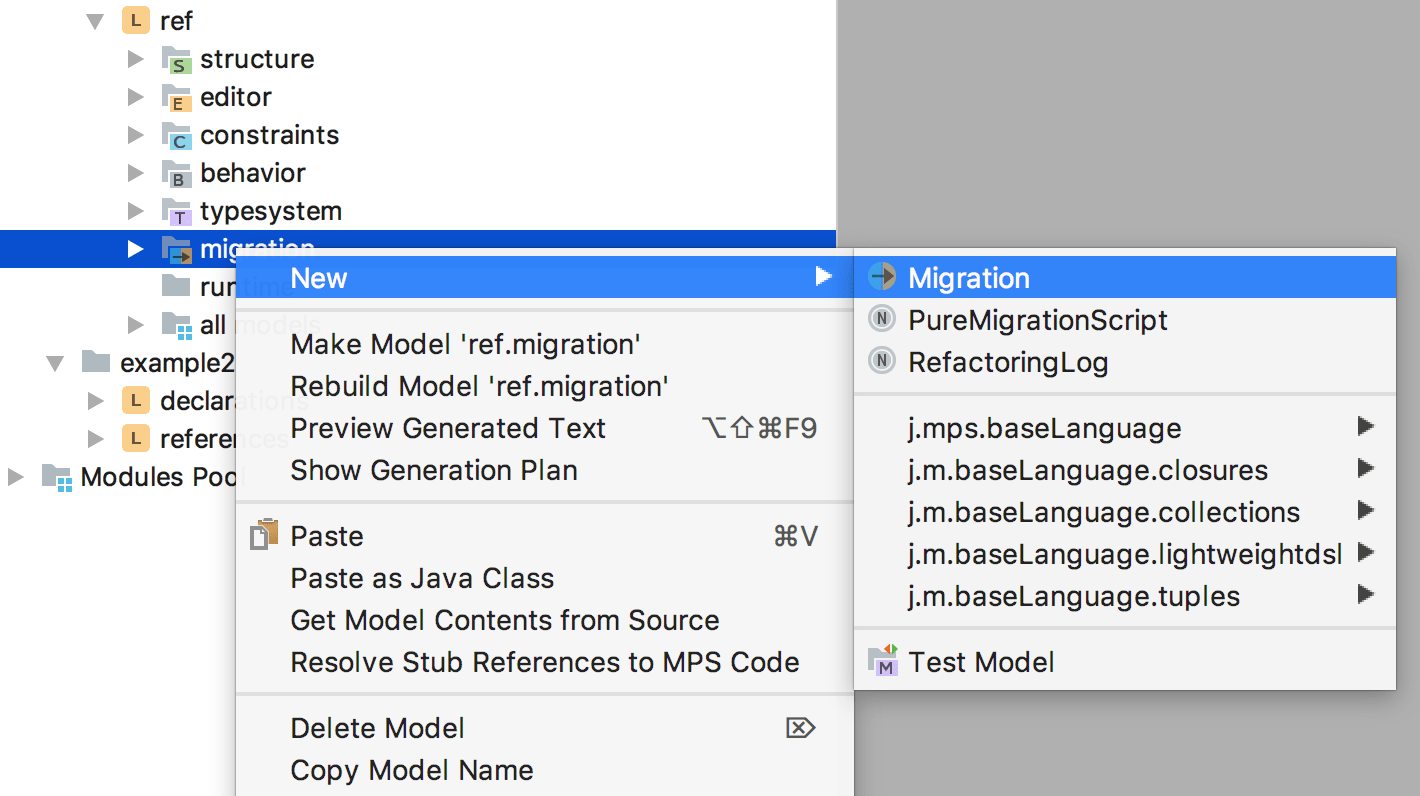 L ref
S structure
E editor
C constraints
B behavior
T typesystem
migration
runtime
all models
example2
L declarations
L references
Modules Pool
New
Make Model 'ref.migration'
Rebuild Model 'ref.migration'
Preview Generated Text ⌥⇧⌘F9
Show Generation Plan
Paste ⌘V
Paste as Java Class
Get Model Contents from Source
Resolve Stub References to MPS Code
Delete Model ⌦
Copy Model Name
Migration
N PureMigrationScript
N RefactoringLog
j.mps.baseLanguage
j.m.baseLanguage.closures
j.m.baseLanguage.collections
j.m.baseLanguage.lightweightdsl
j.m.baseLanguage.tuples
M Test Model